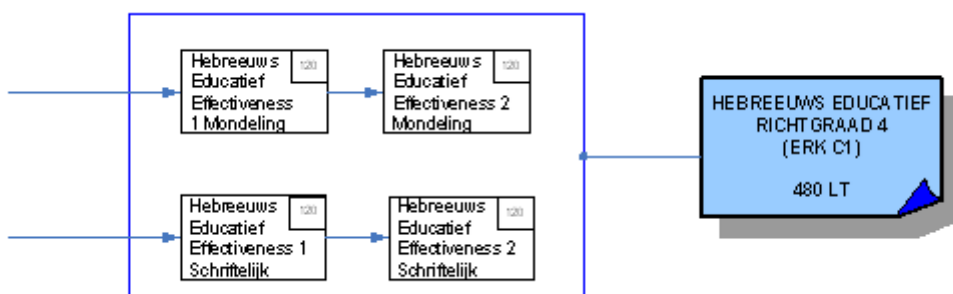 Hebreeuws
Educatief
Effectiveness
1 Mondeling
120
Hebreeuws
Educatief
Effectiveness 2
Mondeling
120
HEBREEUWS EDUCATIEF
RICHTGRAAD 4
(ERK C1)
480 LT
Hebreeuws
Educatief
Effectiveness 1
Schriftelijk
120
Hebreeuws
Educatief
Effectiveness 2
Schriftelijk
120